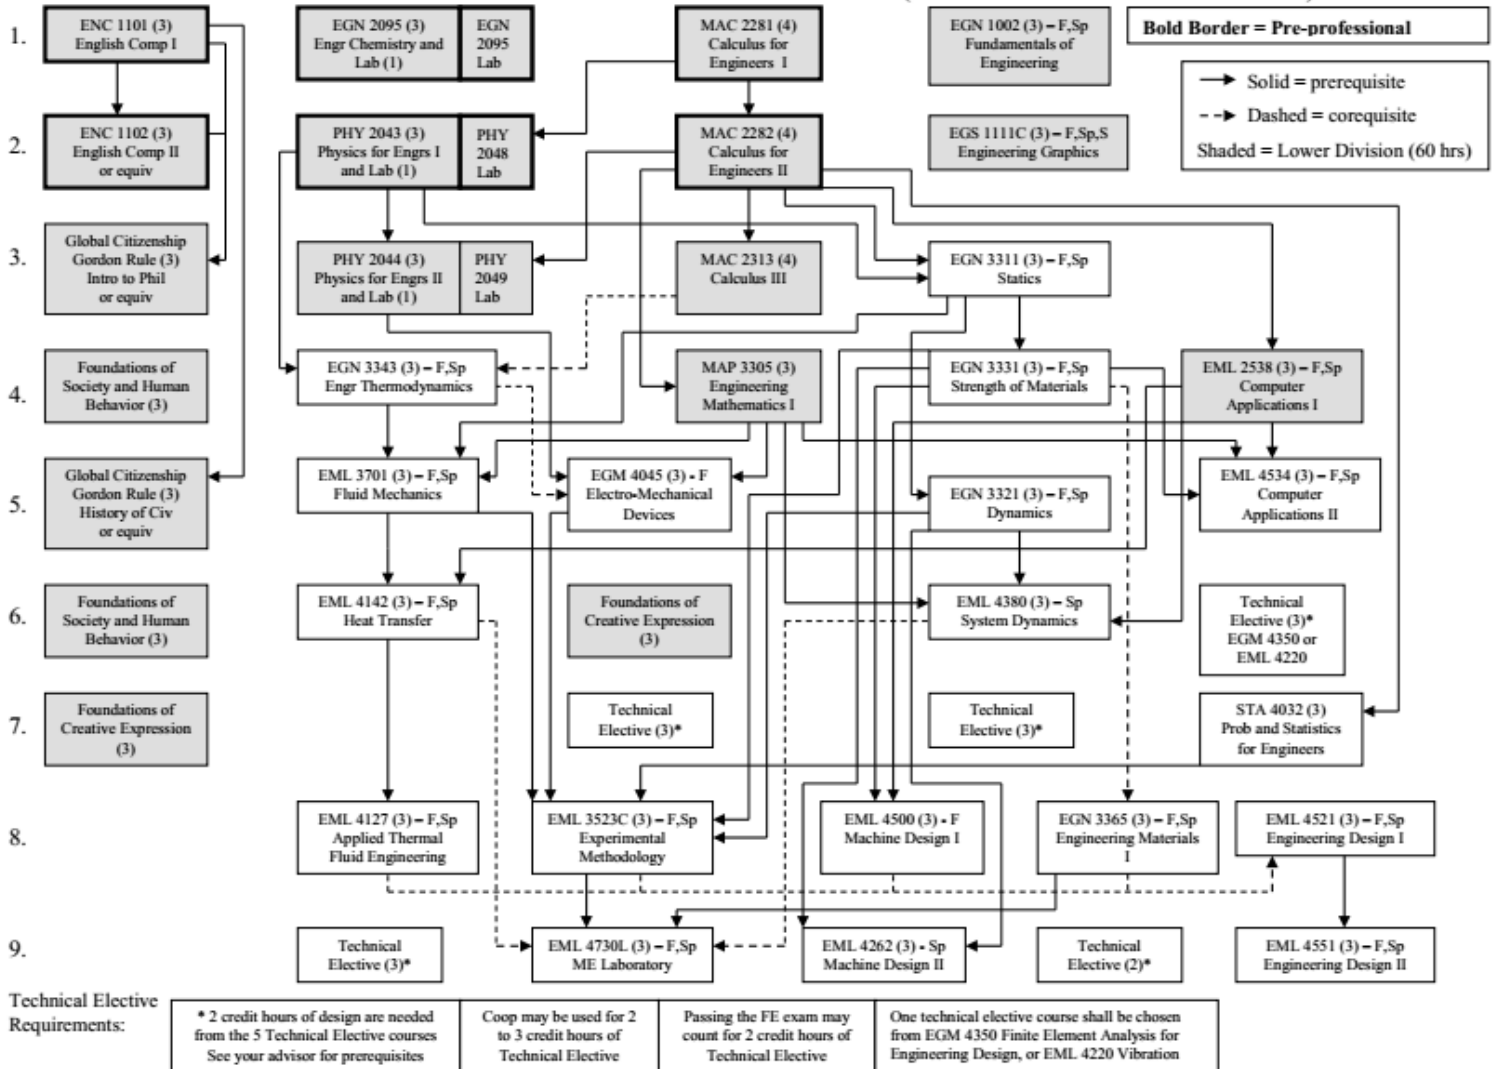 1.
ENC 1101 (3)
English Comp I
EGN 2095 (3)
Engr Chemistry and
Lab (1)
EGN
2095
Lab
MAC 2281 (4)
Calculus for
Engineers I
EGN 1002 (3) – F,Sp
Fundamentals of
Engineering
Bold Border = Pre-professional
Solid = prerequisite
Dashed = corequisite
Shaded = Lower Division (60 hrs)
2.
ENC 1102 (3)
English Comp II
or equiv
PHY 2043 (3)
Physics for Engrs I
and Lab (1)
PHY
2048
Lab
MAC 2282 (4)
Calculus for
Engineers II
EGS 1111C (3) – F,Sp,S
Engineering Graphics
3.
Global Citizenship
Gordon Rule (3)
Intro to Phil
or equiv
PHY 2044 (3)
Physics for Engrs II
and Lab (1)
PHY
2049
Lab
MAC 2313 (4)
Calculus III
EGN 3311 (3) – F,Sp
Statics
4.
Foundations of
Society and Human
Behavior (3)
EGN 3343 (3) – F,Sp
Engr Thermodynamics
MAP 3305 (3)
Engineering
Mathematics I
EGN 3331 (3) – F,Sp
Strength of Materials
EML 2538 (3) – F,Sp
Computer
Applications I
5.
Global Citizenship
Gordon Rule (3)
History of Civ
or equiv
EML 3701 (3) – F,Sp
Fluid Mechanics
EGM 4045 (3) - F
Electro-Mechanical
Devices
EGN 3321 (3) – F,Sp
Dynamics
EML 4534 (3) – F,Sp
Computer
Applications II
6.
Foundations of
Society and Human
Behavior (3)
EML 4142 (3) – F,Sp
Heat Transfer
Foundations of
Creative Expression
(3)
EML 4380 (3) – Sp
System Dynamics
Technical
Elective (3)*
EGM 4350 or
EML 4220
7.
Foundations of
Creative Expression
(3)
Technical
Elective (3)*
Technical
Elective (3)*
STA 4032 (3)
Prob and Statistics
for Engineers
8.
EML 4127 (3) – F,Sp
Applied Thermal
Fluid Engineering
EML 3523C (3) – F,Sp
Experimental
Methodology
EML 4500 (3) - F
Machine Design I
EGN 3365 (3) – F,Sp
Engineering Materials
I
EML 4521 (3) – F,Sp
Engineering Design I
9.
Technical
Elective (3)*
EML 4730L (3) – F,Sp
ME Laboratory
EML 4262 (3) - Sp
Machine Design II
Technical
Elective (2)*
EML 4551 (3) – F,Sp
Engineering Design II
Technical Elective
Requirements:
* 2 credit hours of design are needed
from the 5 Technical Elective courses
See your advisor for prerequisites
Coop may be used for 2
to 3 credit hours of
Technical Elective
Passing the FE exam may
count for 2 credit hours of
Technical Elective
One technical elective course shall be chosen
from EGM 4350 Finite Element Analysis for
Engineering Design, or EML 4220 Vibration